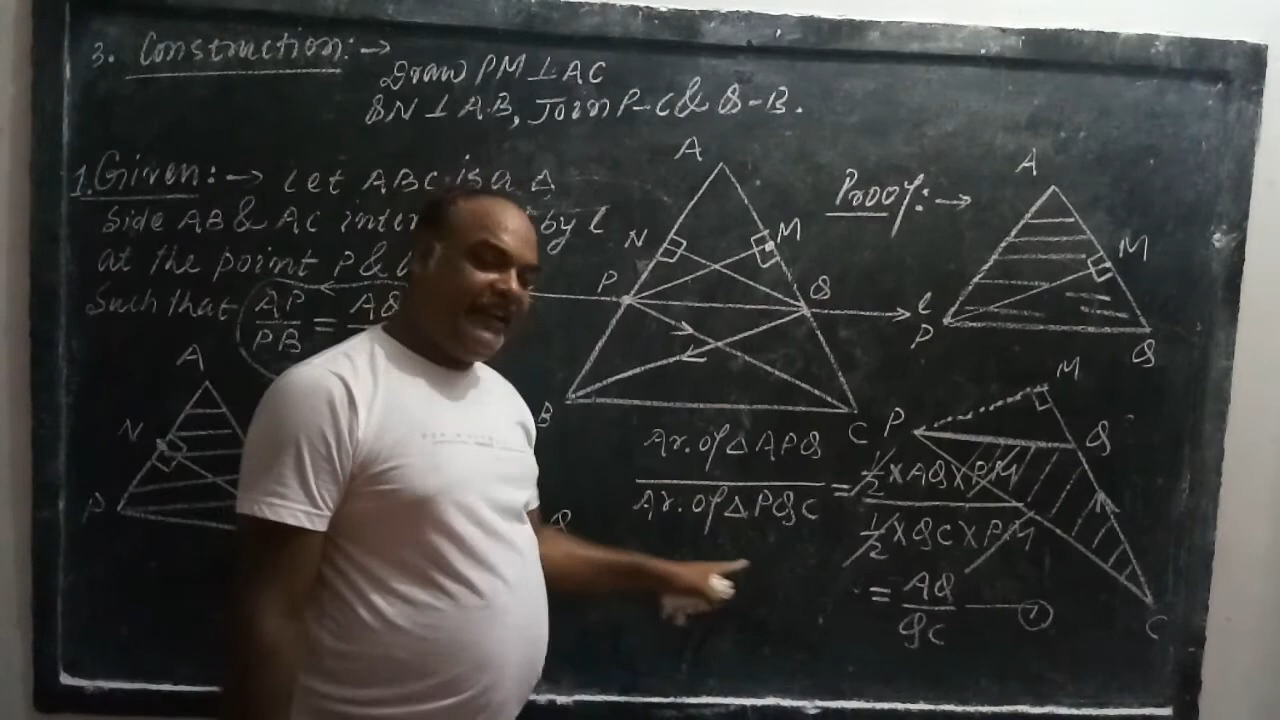 3. Construction:→
Draw PM⊥AC
QN⊥AB, Join P-C & Q-B.
1. Given:→ Let ABC is a △
Side AB & AC by l
at the point P &
Such that AP/PB = AQ
A
N
P
Q
A
N
M
P
Q
l
B
C
Proof:→
A
M
P
Q
M
P
Q
C
Ar. of △APQ / Ar. of △PQC = 1/2 × AQ × PM / 1/2 × QC × PM
= AQ / QC — ①